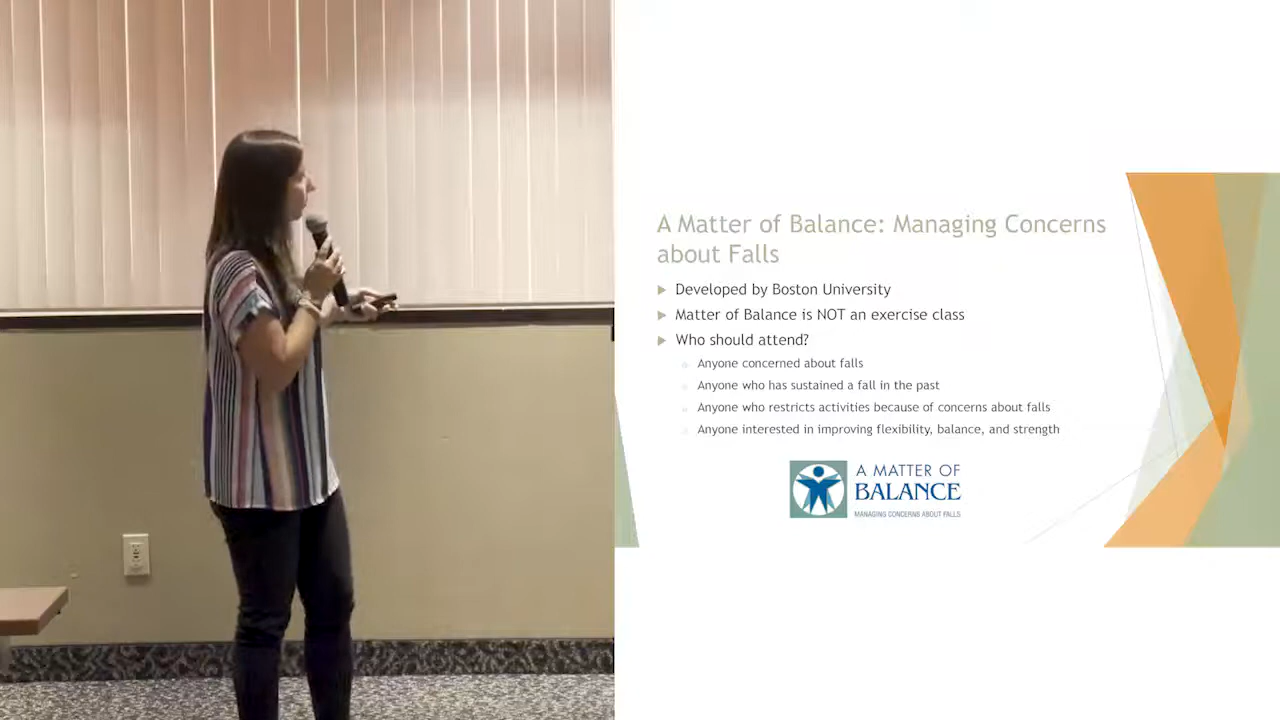 A Matter of Balance: Managing Concerns
about Falls
Developed by Boston University
Matter of Balance is NOT an exercise class
Who should attend?
Anyone concerned about falls
Anyone who has sustained a fall in the past
Anyone who restricts activities because of concerns about falls
Anyone interested in improving flexibility, balance, and strength
A MATTER OF
BALANCE
MANAGING CONCERNS ABOUT FALLS